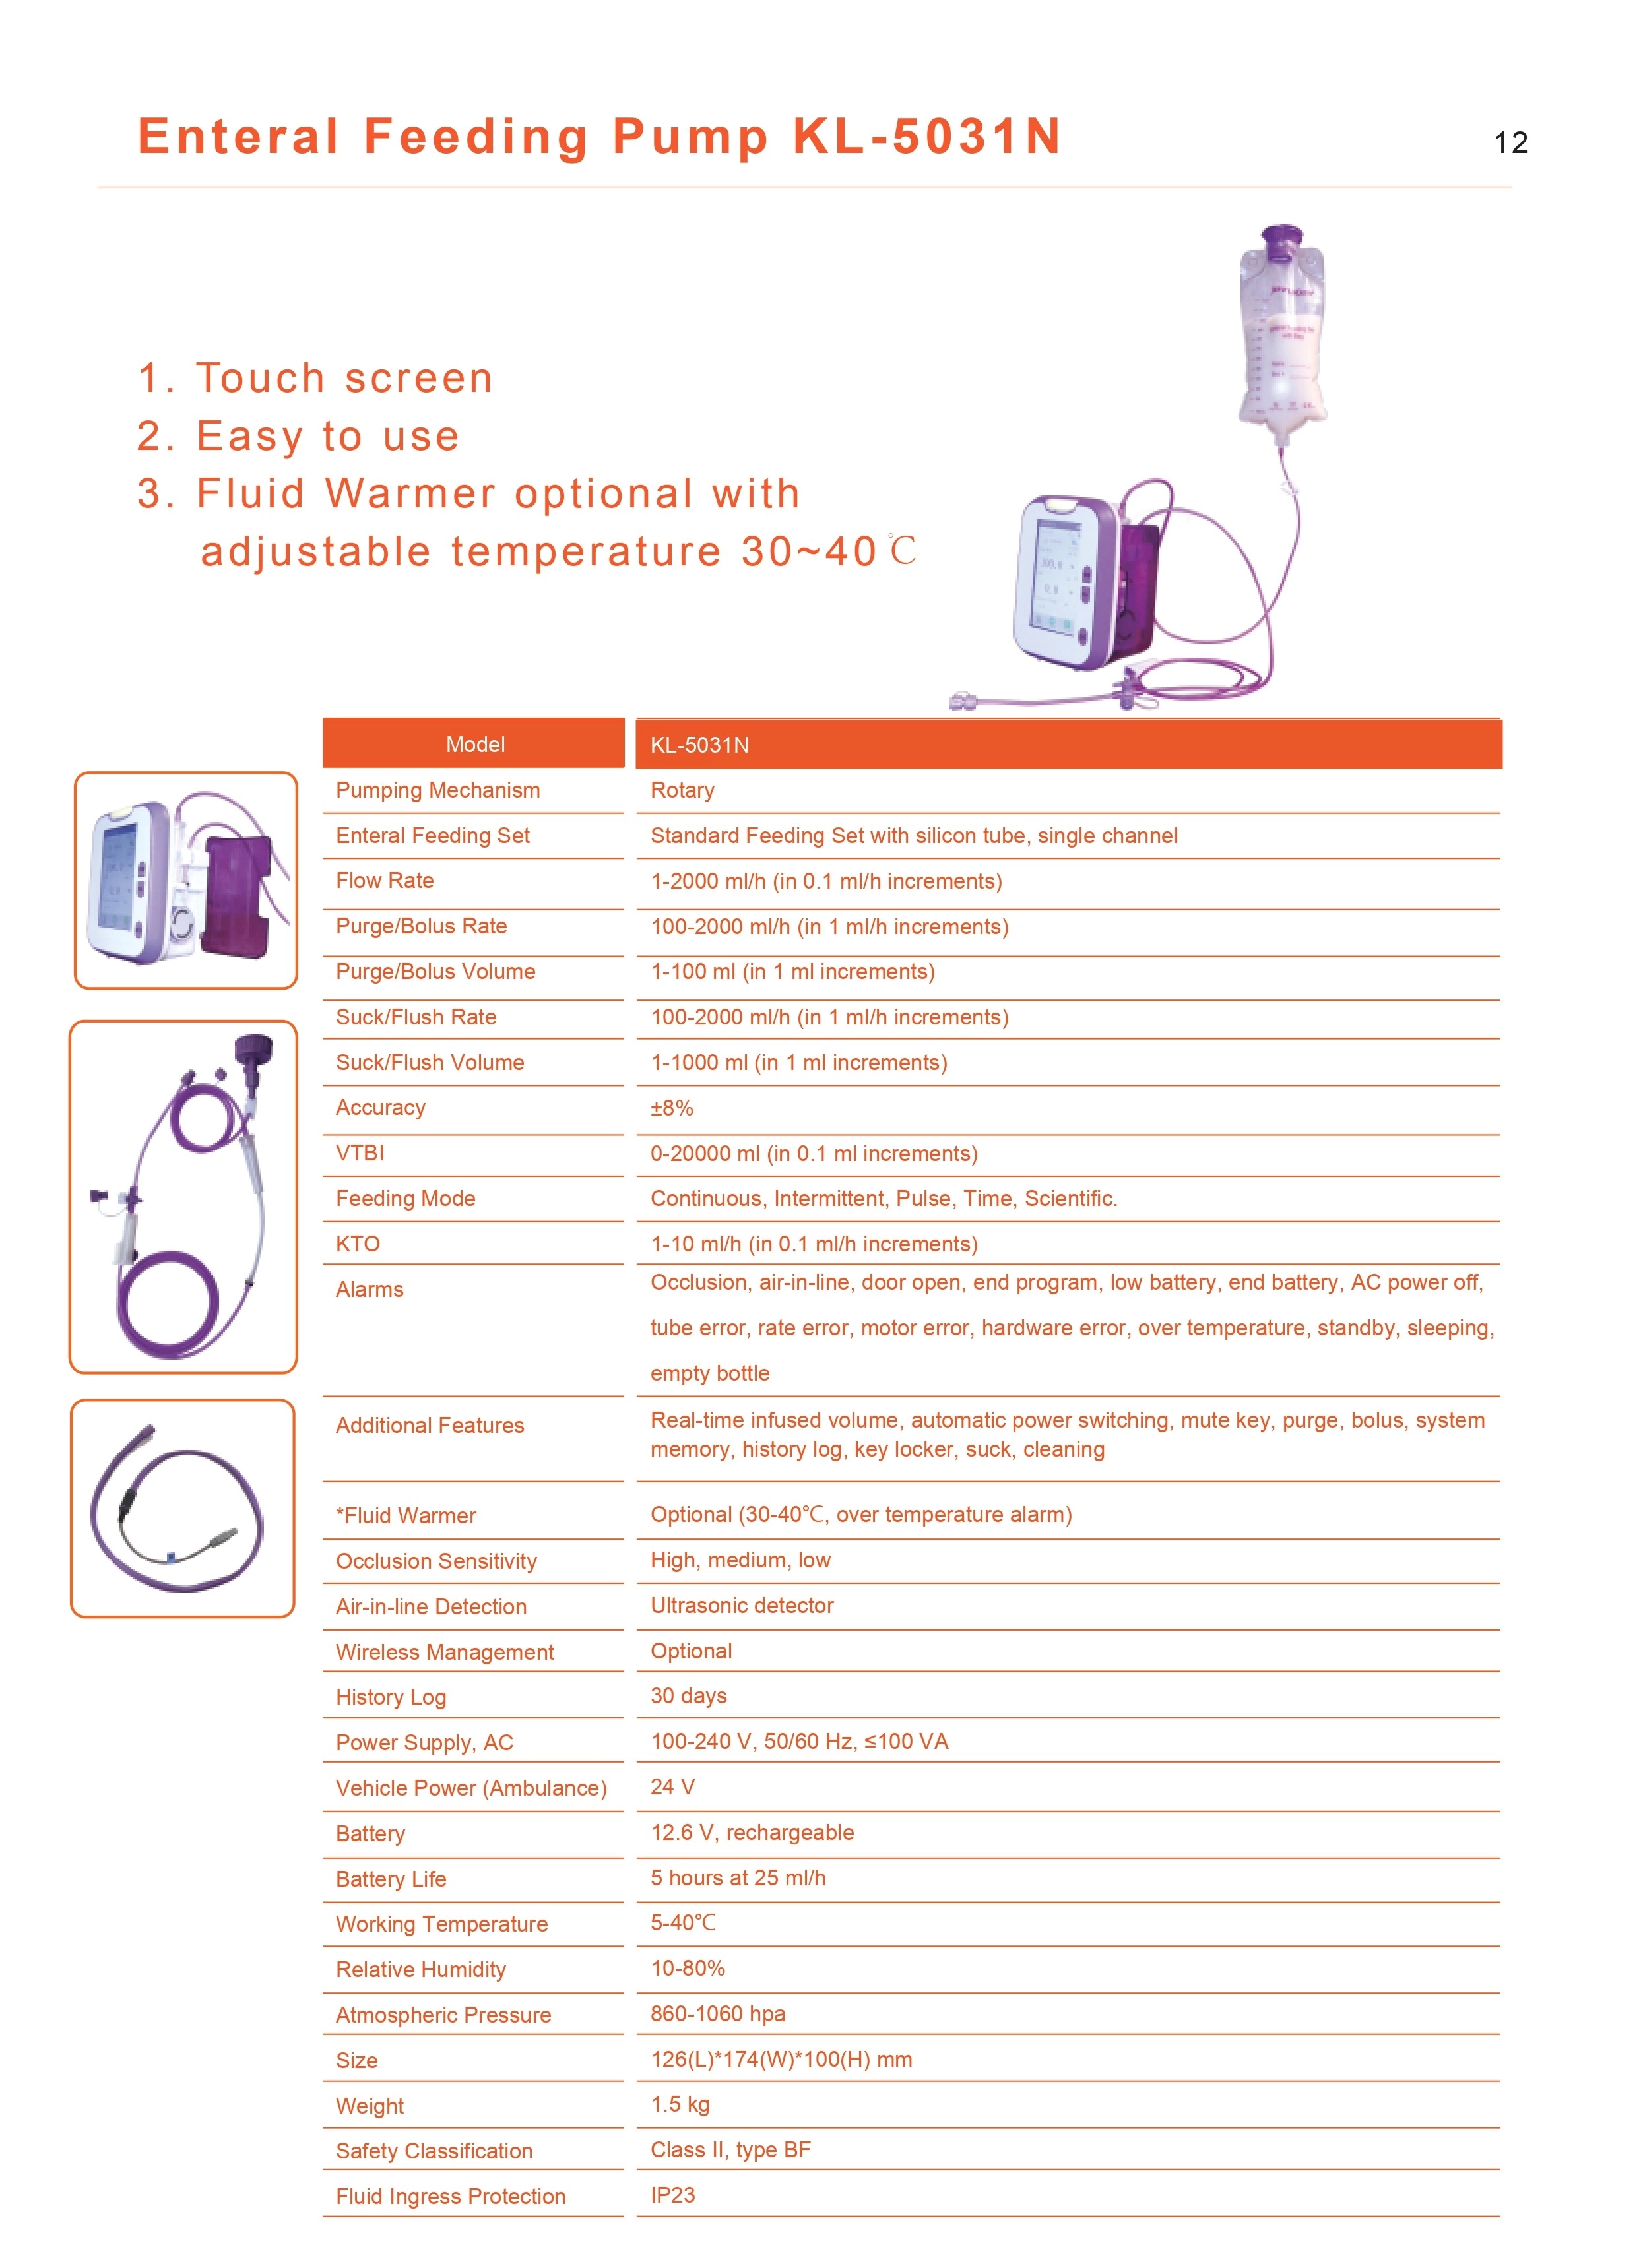 Enteral Feeding Pump KL-5031N
12
1. Touch screen
2. Easy to use
3. Fluid Warmer optional with
adjustable temperature 30~40℃
Model KL-5031N
Pumping Mechanism Rotary
Enteral Feeding Set Standard Feeding Set with silicon tube, single channel
Flow Rate 1-2000 ml/h (in 0.1 ml/h increments)
Purge/Bolus Rate 100-2000 ml/h (in 1 ml/h increments)
Purge/Bolus Volume 1-100 ml (in 1 ml increments)
Suck/Flush Rate 100-2000 ml/h (in 1 ml/h increments)
Suck/Flush Volume 1-1000 ml (in 1 ml increments)
Accuracy ±8%
VTBI 0-20000 ml (in 0.1 ml increments)
Feeding Mode Continuous, Intermittent, Pulse, Time, Scientific.
KTO 1-10 ml/h (in 0.1 ml/h increments)
Alarms Occlusion, air-in-line, door open, end program, low battery, end battery, AC power off,
tube error, rate error, motor error, hardware error, over temperature, standby, sleeping,
empty bottle
Additional Features Real-time infused volume, automatic power switching, mute key, purge, bolus, system
memory, history log, key locker, suck, cleaning
*Fluid Warmer Optional (30-40℃, over temperature alarm)
Occlusion Sensitivity High, medium, low
Air-in-line Detection Ultrasonic detector
Wireless Management Optional
History Log 30 days
Power Supply, AC 100-240 V, 50/60 Hz, ≤100 VA
Vehicle Power (Ambulance) 24 V
Battery 12.6 V, rechargeable
Battery Life 5 hours at 25 ml/h
Working Temperature 5-40℃
Relative Humidity 10-80%
Atmospheric Pressure 860-1060 hpa
Size 126(L)*174(W)*100(H) mm
Weight 1.5 kg
Safety Classification Class II, type BF
Fluid Ingress Protection IP23